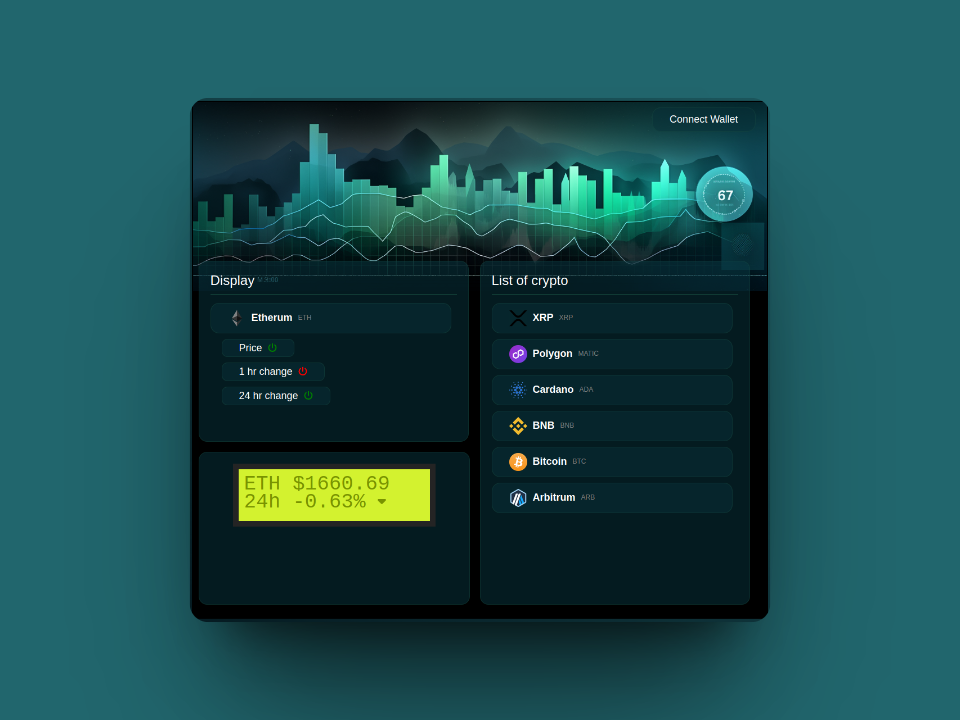 Connect Wallet
67
Display
Etherum ETH
Price
1 hr change
24 hr change
ETH $1660.69
24h -0.63%
List of crypto
XRP XRP
Polygon MATIC
Cardano ADA
BNB BNB
Bitcoin BTC
Arbitrum ARB